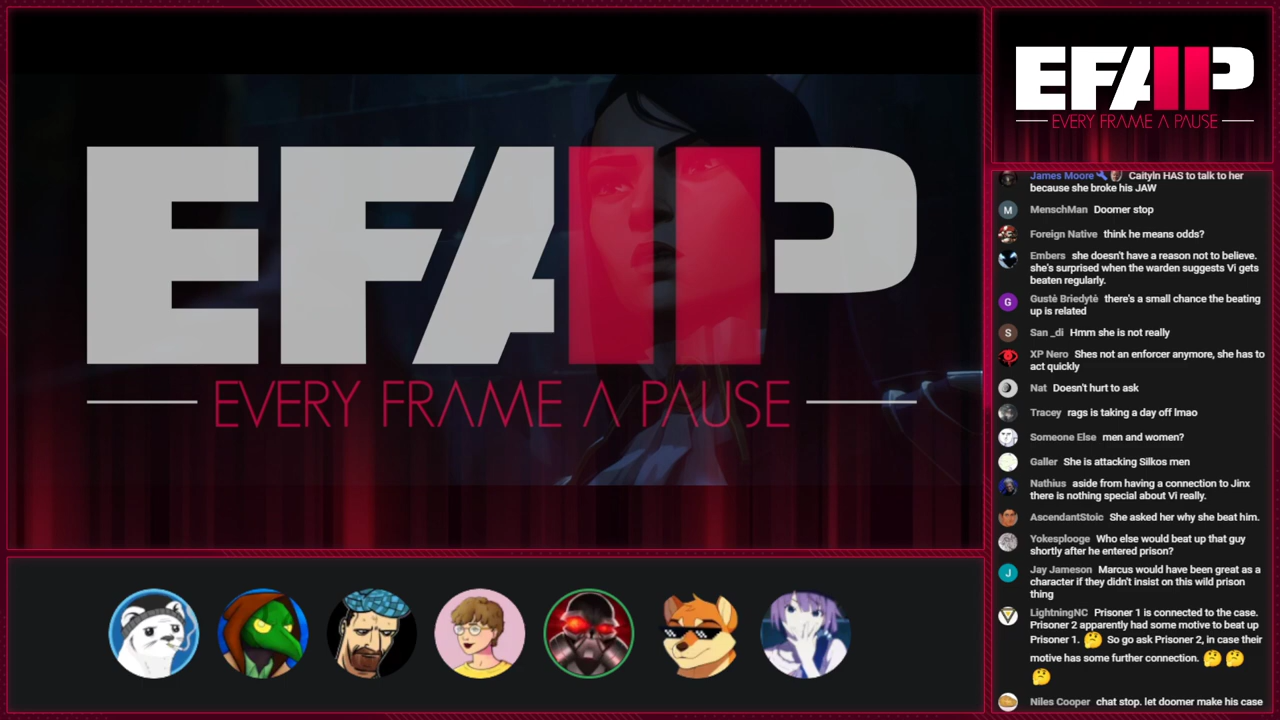 EFAP
EVERY FRAME A PAUSE
EFAP
EVERY FRAME A PAUSE
James Moore Caityln HAS to talk to her
because she broke his JAW
M MenschMan Doomer stop
Foreign Native think he means odds?
Embers she doesn't have a reason not to believe.
she's surprised when the warden suggests Vi gets
beaten regularly.
G Gustė Briedytė there's a small chance the beating
up is related
S San _di Hmm she is not really
XP Nero Shes not an enforcer anymore, she has to
act quickly
Nat Doesn't hurt to ask
Tracey rags is taking a day off lmao
Someone Else men and women?
Galler She is attacking Silkos men
Nathius aside from having a connection to Jinx
there is nothing special about Vi really.
AscendantStoic She asked her why she beat him.
Yokesplooge Who else would beat up that guy
shortly after he entered prison?
J Jay Jameson Marcus would have been great as a
character if they didn't insist on this wild prison
thing
LightningNC Prisoner 1 is connected to the case.
Prisoner 2 apparently had some motive to beat up
Prisoner 1. 🤔 So go ask Prisoner 2, in case their
motive has some further connection. 🤔 🤔
🤔
Niles Cooper chat stop. let doomer make his case